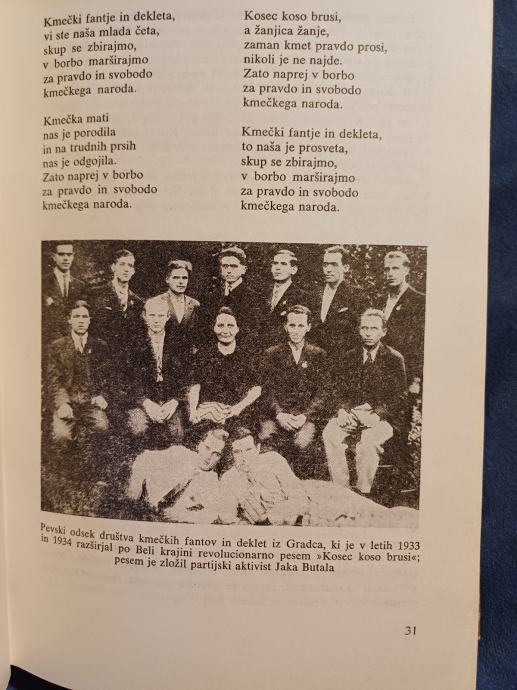 Kmečki fantje in dekleta,
vi ste naša mlada četa,
skup se zbirajmo,
v borbo marširajmo
za pravdo in svobodo
kmečkega naroda.
Kmečka mati
nas je porodila
in na trudnih prsih
nas je odgojila.
Zato naprej v borbo
za pravdo in svobodo
kmečkega naroda.
Kosec koso brusi,
a žanjica žanje,
zaman kmet pravdo prosi,
nikoli je ne najde.
Zato naprej v borbo
za pravdo in svobodo
kmečkega naroda.
Kmečki fantje in dekleta,
to naša je prosveta,
skup se zbirajmo,
v borbo marširajmo
za pravdo in svobodo
kmečkega naroda.
Pevski odsek društva kmečkih fantov in deklet iz Gradca, ki je v letih 1933
in 1934 razširjal po Beli krajini revolucionarno pesem »Kosec koso brusi«;
pesem je zložil partijski aktivist Jaka Butala
31